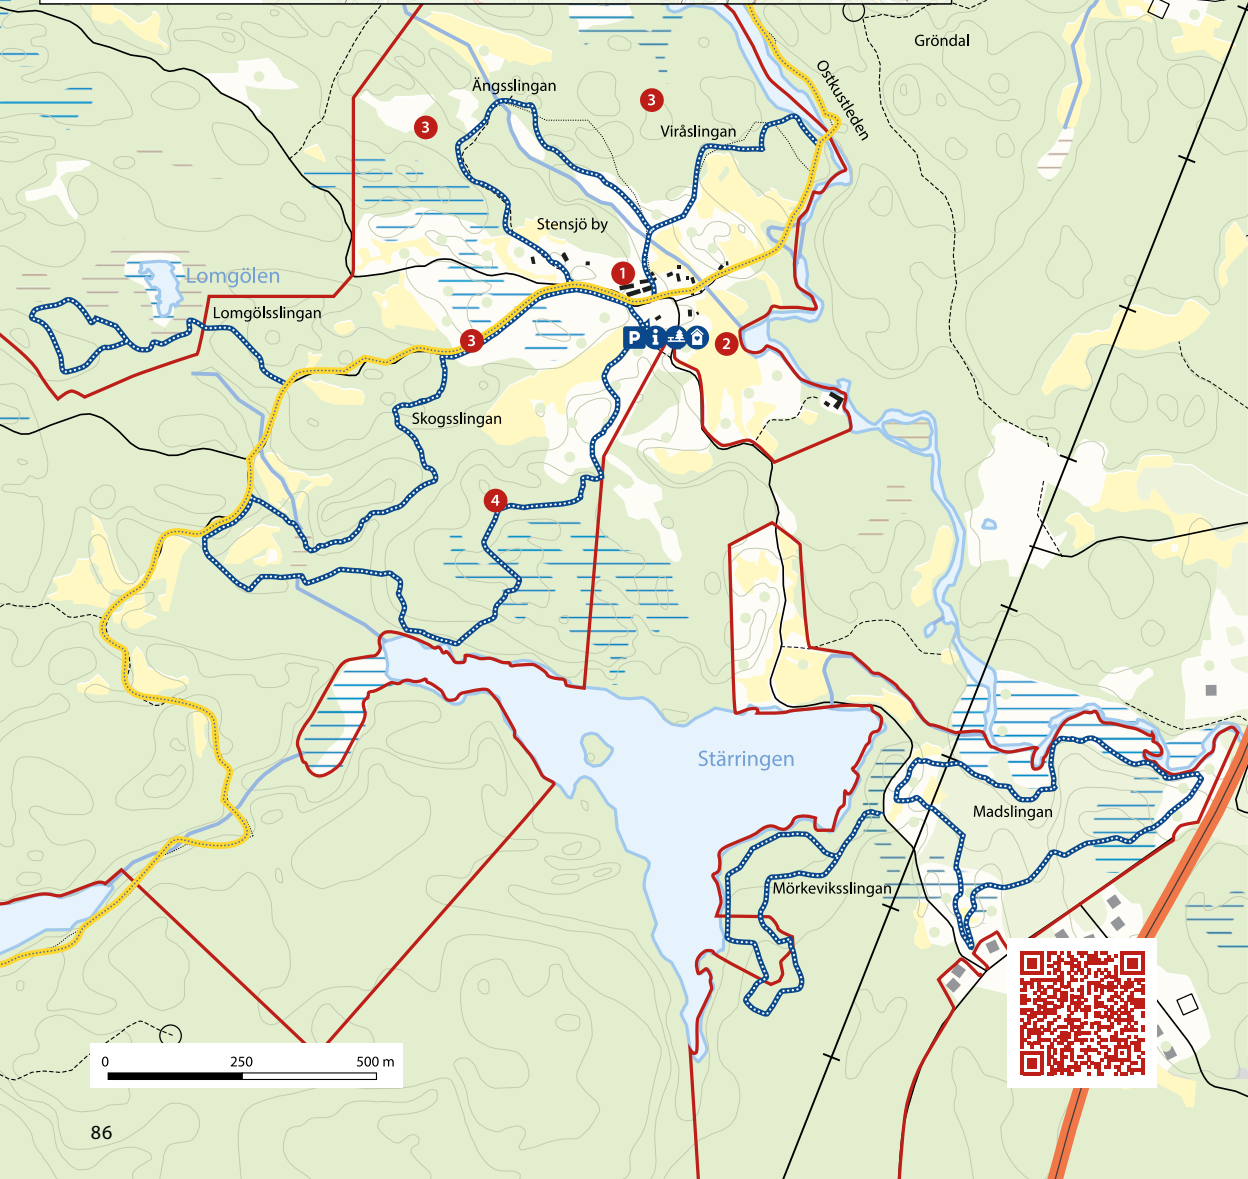 Gröndal
Ostkustleden
Ängsslingan
3
3
Viråslingan
Stensjö by
1
Lomgölen
Lomgölsslingan
3
P i
2
Skogsslingan
4
Stärringen
Madslingan
Mörkeviksslingan
0 250 500 m
86